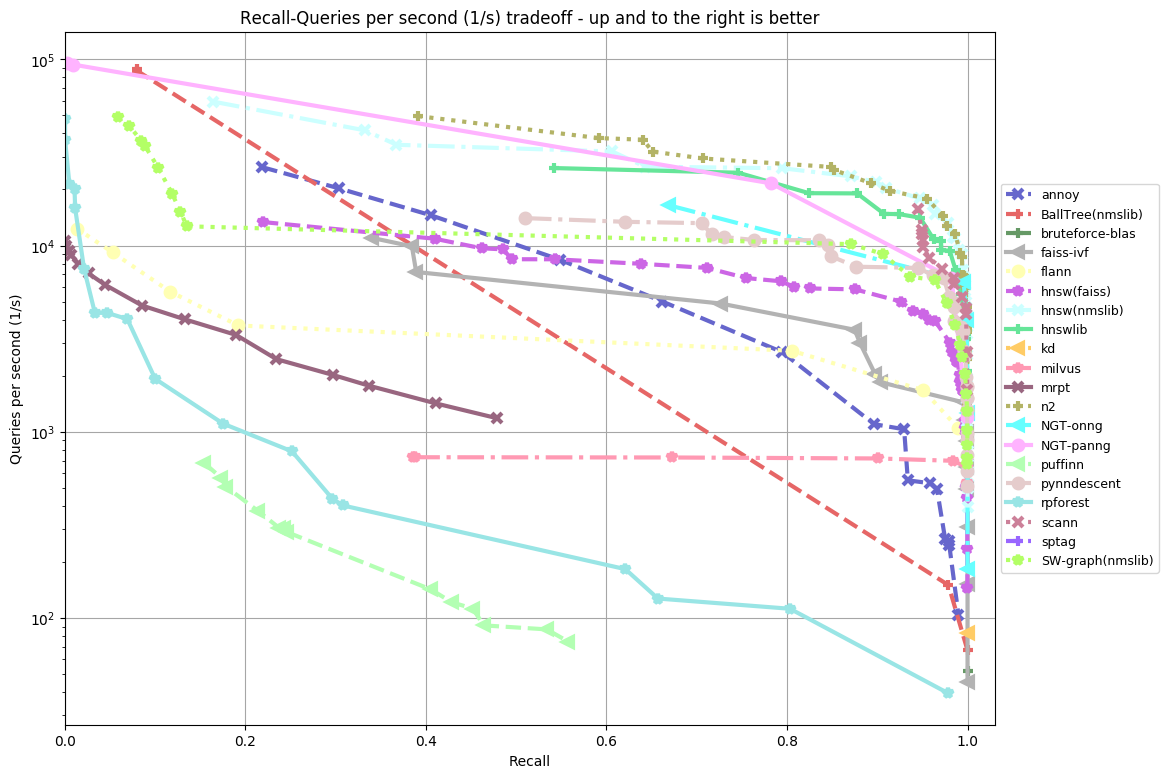 Recall-Queries per second (1/s) tradeoff - up and to the right is better
Queries per second (1/s)
10^5
10^4
10^3
10^2
0.0 0.2 0.4 0.6 0.8 1.0
Recall
annoy
BallTree(nmslib)
bruteforce-blas
faiss-ivf
flann
hnsw(faiss)
hnsw(nmslib)
hnswlib
kd
milvus
mrpt
n2
NGT-onng
NGT-panng
puffinn
pynndescent
rpforest
scann
sptag
SW-graph(nmslib)